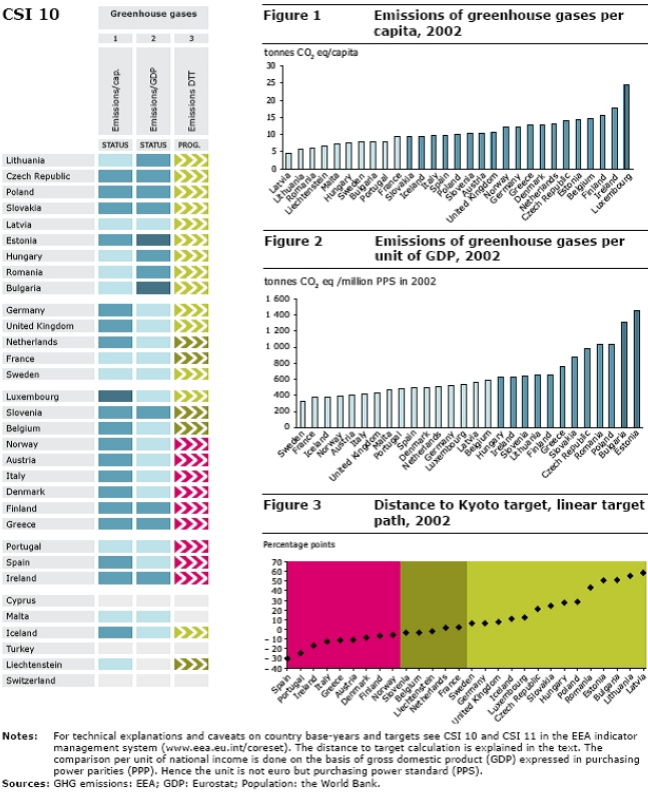 CSI 10
Greenhouse gases
1 2 3
Emissions/cap.
Emissions/GDP
Emissions DTT
STATUS STATUS PROG.
Lithuania
Czech Republic
Poland
Slovakia
Latvia
Estonia
Hungary
Romania
Bulgaria
Germany
United Kingdom
Netherlands
France
Sweden
Luxembourg
Slovenia
Belgium
Norway
Austria
Italy
Denmark
Finland
Greece
Portugal
Spain
Ireland
Cyprus
Malta
Iceland
Turkey
Liechtenstein
Switzerland
Figure 1 Emissions of greenhouse gases per
capita, 2002
tonnes CO2 eq/capita
30
25
20
15
10
5
0
Latvia
Lithuania
Romania
Liechtenstein
Malta
Hungary
Sweden
Bulgaria
Portugal
France
Slovakia
Iceland
Italy
Spain
Poland
Slovenia
Austria
United Kingdom
Norway
Germany
Greece
Denmark
Netherlands
Czech Republic
Estonia
Belgium
Finland
Ireland
Luxembourg
Figure 2 Emissions of greenhouse gases per
unit of GDP, 2002
tonnes CO2 eq /million PPS in 2002
1 600
1 400
1 200
1 000
800
600
400
200
0
Sweden
France
Iceland
Norway
Austria
Italy
United Kingdom
Malta
Portugal
Spain
Denmark
Netherlands
Germany
Luxembourg
Latvia
Belgium
Hungary
Ireland
Slovenia
Lithuania
Finland
Greece
Slovakia
Czech Republic
Romania
Poland
Bulgaria
Estonia
Figure 3 Distance to Kyoto target, linear target
path, 2002
Percentage points
70
60
50
40
30
20
10
0
– 10
– 20
– 30
– 40
Spain
Portugal
Ireland
Italy
Greece
Austria
Denmark
Finland
Norway
Slovenia
Belgium
Liechtenstein
Netherlands
France
Sweden
Germany
United Kingdom
Iceland
Luxembourg
Czech Republic
Slovakia
Hungary
Poland
Romania
Estonia
Bulgaria
Lithuania
Latvia
Notes: For technical explanations and caveats on country base-years and targets see CSI 10 and CSI 11 in the EEA indicator
management system (www.eea.eu.int/coreset). The distance to target calculation is explained in the text. The
comparison per unit of national income is done on the basis of gross domestic product (GDP) expressed in purchasing
power parities (PPP). Hence the unit is not euro but purchasing power standard (PPS).
Sources: GHG emissions: EEA; GDP: Eurostat; Population: the World Bank.